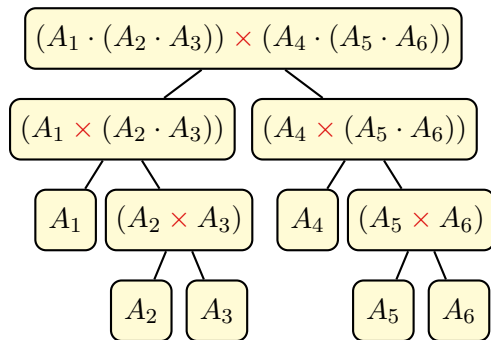 (A₁ · (A₂ · A₃)) × (A₄ · (A₅ · A₆))
(A₁ × (A₂ · A₃)) (A₄ × (A₅ · A₆))
A₁ (A₂ × A₃) A₄ (A₅ × A₆)
A₂ A₃ A₅ A₆